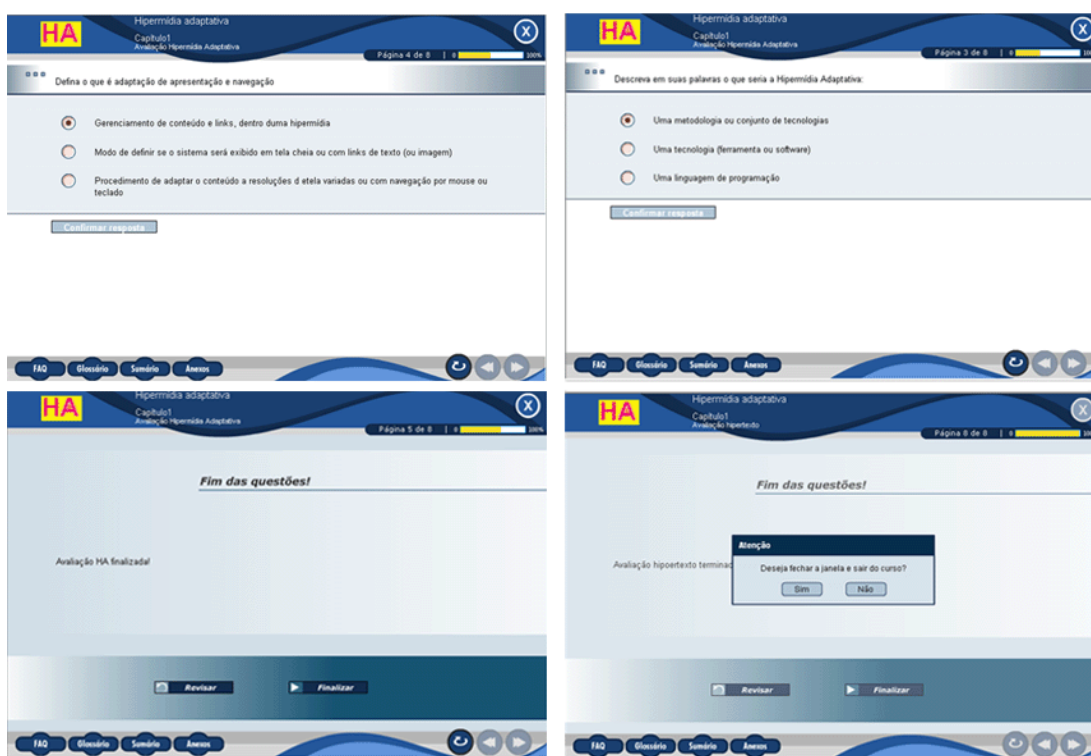 HA
Hipermídia adaptativa
Capítulo1
Avaliação Hipermídia Adaptativa
Página 4 de 8 | 0 100%
Defina o que é adaptação de apresentação e navegação
Gerenciamento de conteúdo e links, dentro duma hipermídia
Modo de definir se o sistema será exibido em tela cheia ou com links de texto (ou imagem)
Procedimento de adaptar o conteúdo a resoluções d etela variadas ou com navegação por mouse ou
teclado
Confirmar resposta
FAQ Glossário Sumário Anexos
HA
Hipermídia adaptativa
Capítulo1
Avaliação Hipermídia Adaptativa
Página 3 de 8 | 0 100%
Descreva em suas palavras o que seria a Hipermídia Adaptativa:
Uma metodologia ou conjunto de tecnologias
Uma tecnologia (ferramenta ou software)
Uma linguagem de programação
Confirmar resposta
FAQ Glossário Sumário Anexos
HA
Hipermídia adaptativa
Capítulo1
Avaliação Hipermídia Adaptativa
Página 5 de 8 | 0 100%
Fim das questões!
Avaliação HA finalizada!
Revisar Finalizar
FAQ Glossário Sumário Anexos
HA
Hipermídia adaptativa
Capítulo1
Avaliação hipertexto
Página 8 de 8 | 0
Fim das questões!
Atenção
Avaliação hipoertexto terminad
Deseja fechar a janela e sair do curso?
Sim Não
Revisar Finalizar
FAQ Glossário Sumário Anexos